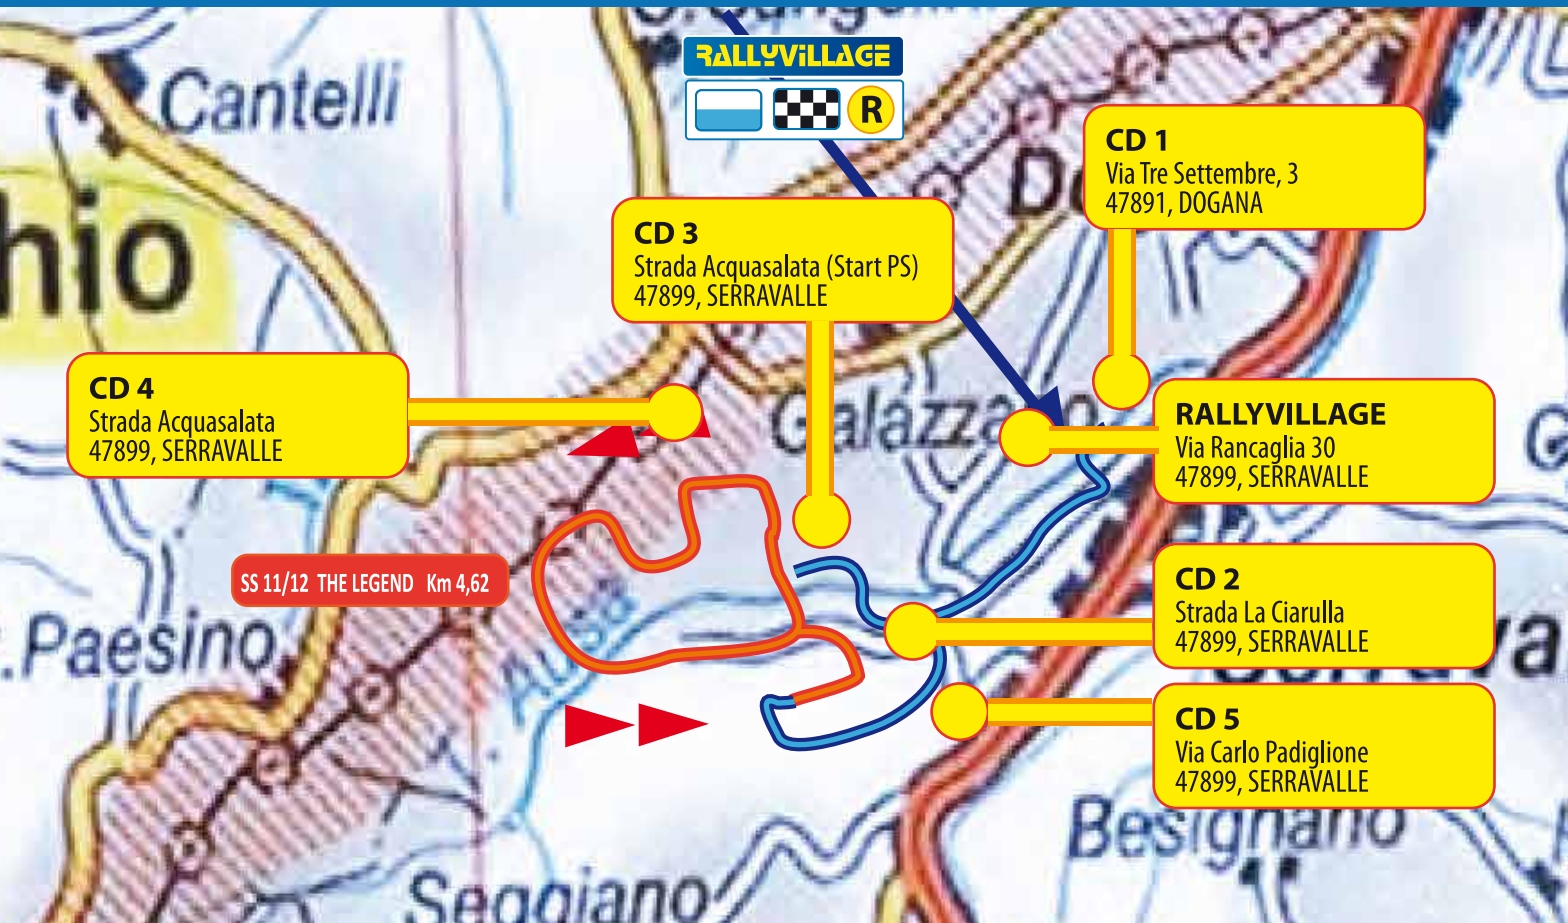 RALLYVILLAGE
R
Cantelli
hio
CD 1
Via Tre Settembre, 3
47891, DOGANA
CD 3
Strada Acquasalata (Start PS)
47899, SERRAVALLE
CD 4
Strada Acquasalata
47899, SERRAVALLE
Galazzano
RALLYVILLAGE
Via Rancaglia 30
47899, SERRAVALLE
SS 11/12 THE LEGEND Km 4,62
CD 2
Strada La Ciarulla
47899, SERRAVALLE
.Paesino
CD 5
Via Carlo Padiglione
47899, SERRAVALLE
Besignano
Seggiano